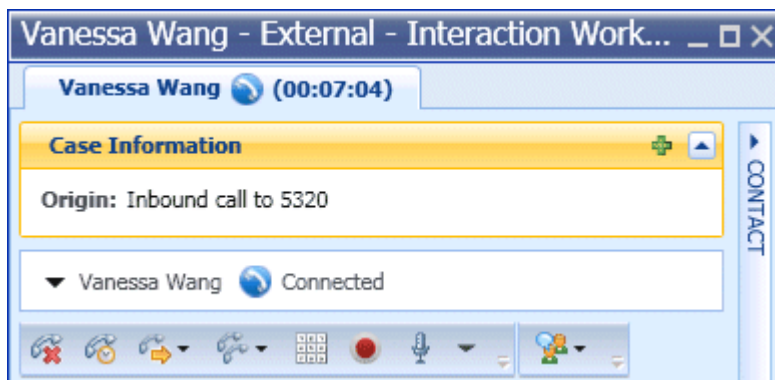 Vanessa Wang - External - Interaction Work...
Vanessa Wang (00:07:04)
Case Information
Origin: Inbound call to 5320
Vanessa Wang Connected
CONTACT